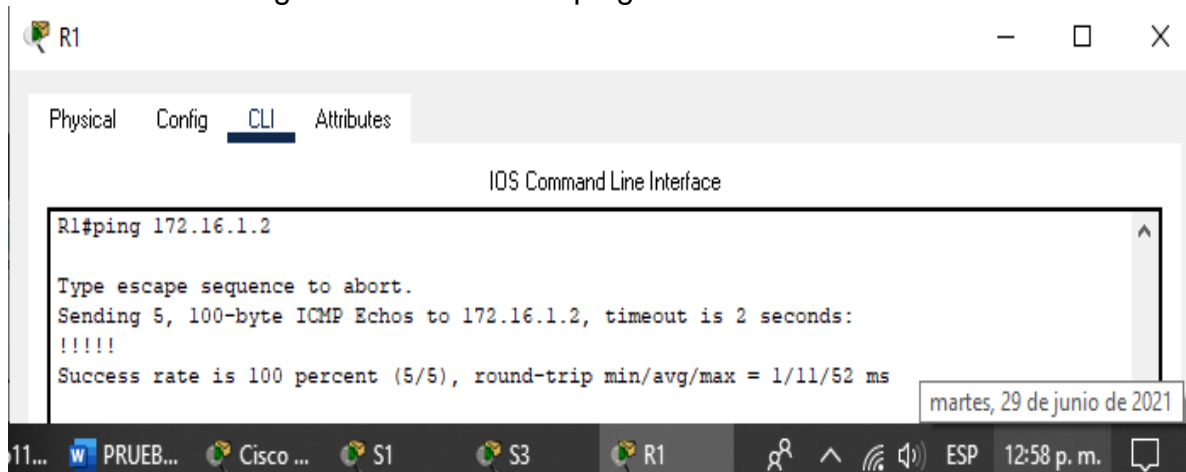 R1
Physical Config CLI Attributes
IOS Command Line Interface
R1#ping 172.16.1.2
Type escape sequence to abort.
Sending 5, 100-byte ICMP Echos to 172.16.1.2, timeout is 2 seconds:
!!!!!
Success rate is 100 percent (5/5), round-trip min/avg/max = 1/11/52 ms
martes, 29 de junio de 2021
11... PRUEB... Cisco ... S1 S3 R1 ESP 12:58 p. m.